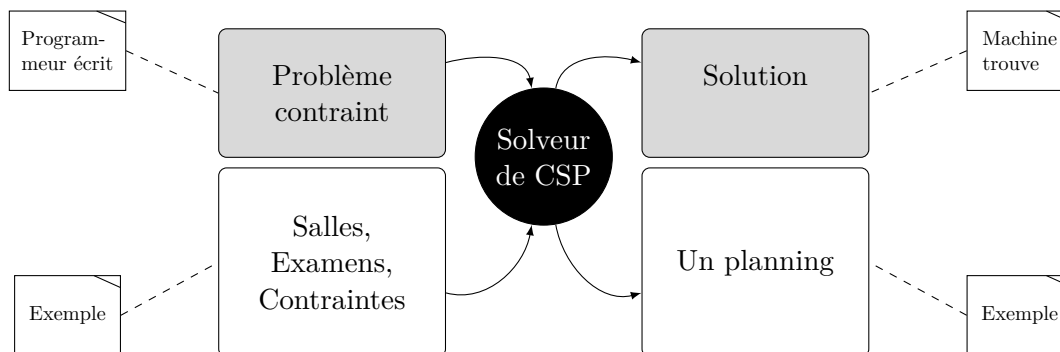 Program-
meur écrit
Problème
contraint
Solveur
de CSP
Solution
Machine
trouve
Salles,
Examens,
Contraintes
Un planning
Exemple
Exemple